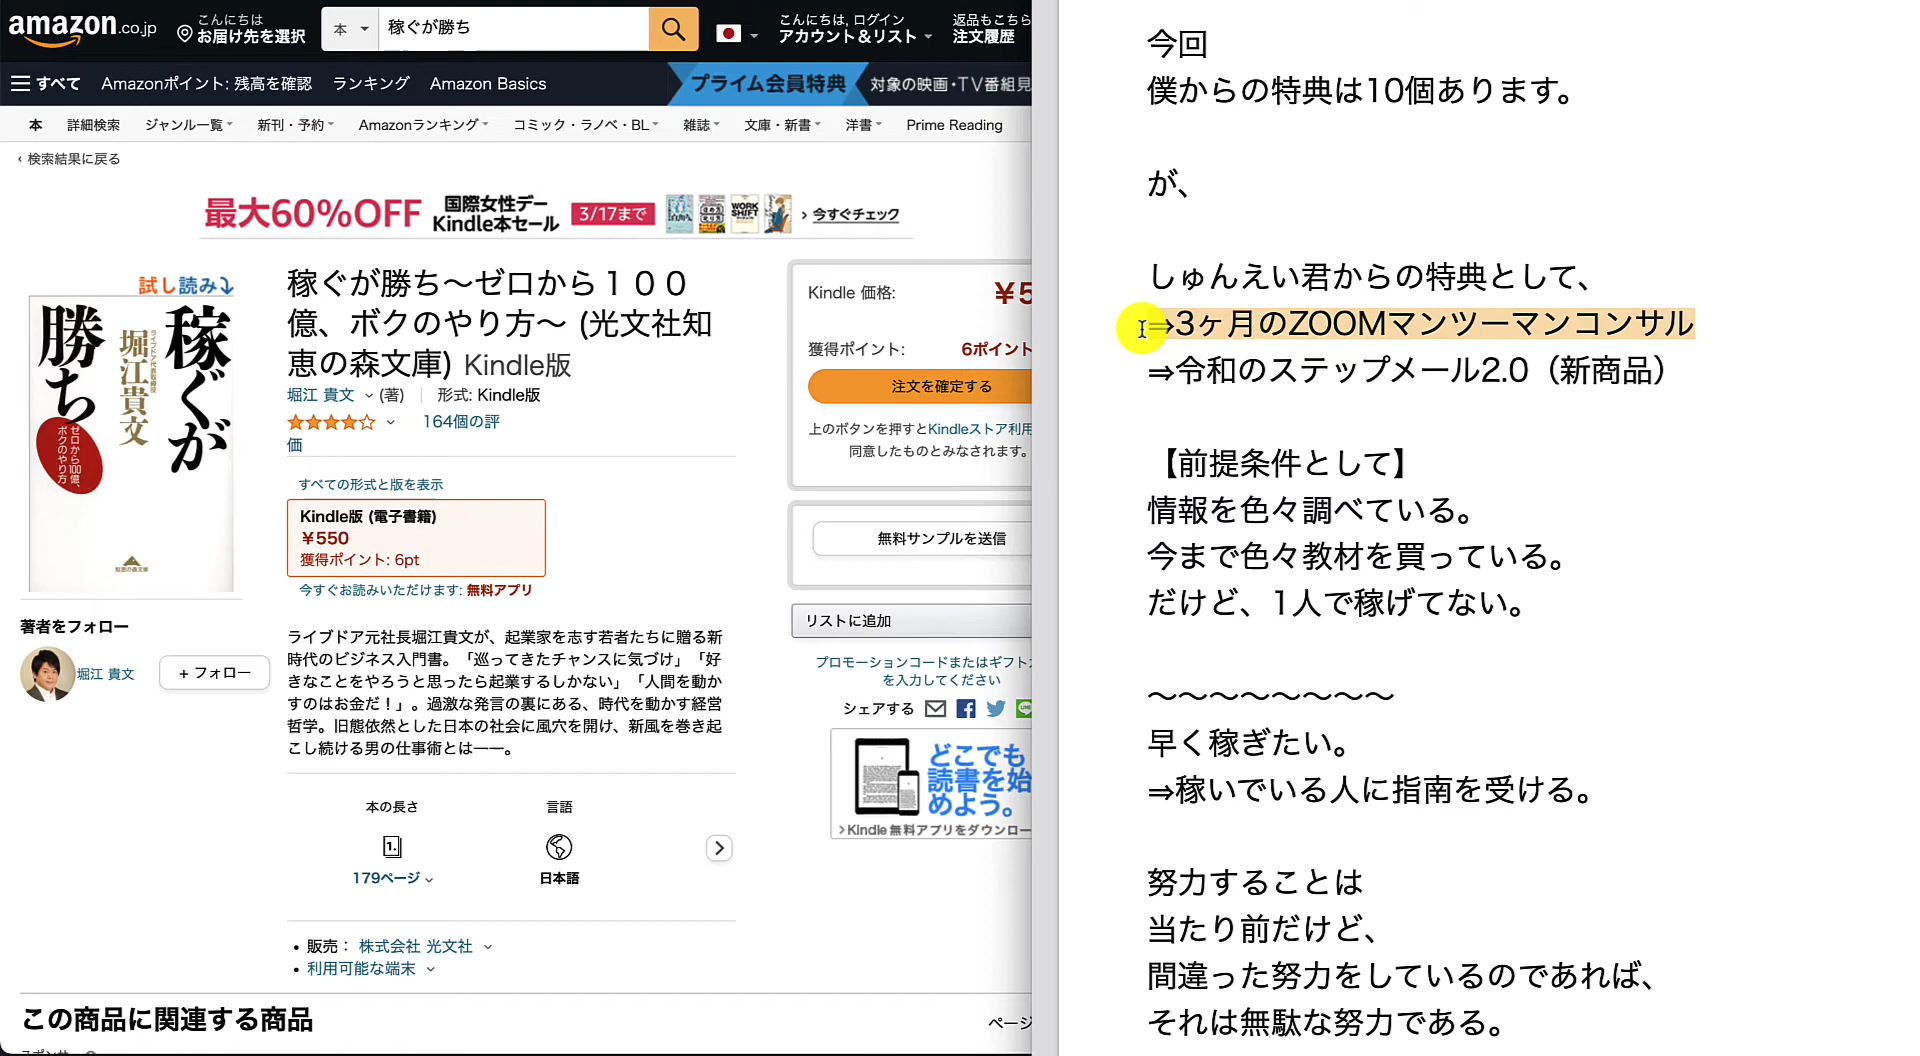 amazon.co.jp
こんにちは
お届け先を選択
本
稼ぐが勝ち
こんにちは, ログイン
アカウント＆リスト
返品もこちら
注文履歴
すべて
Amazonポイント: 残高を確認
ランキング
Amazon Basics
プライム会員特典
対象の映画・TV番組見
本
詳細検索
ジャンル一覧
新刊・予約
Amazonランキング
コミック・ラノベ・BL
雑誌
文庫・新書
洋書
Prime Reading
‹ 検索結果に戻る
最大60%OFF
国際女性デー
Kindle本セール
3/17まで
WORK
SHIFT
› 今すぐチェック
試し読み
稼ぐが勝ち
ライブドア代表取締役
堀江貴文
ゼロから100億、
ボクのやり方
知恵の森文庫
稼ぐが勝ち～ゼロから１００
億、ボクのやり方～ (光文社知
恵の森文庫) Kindle版
堀江 貴文 (著) 形式: Kindle版
164個の評
価
すべての形式と版を表示
Kindle版 (電子書籍)
￥550
獲得ポイント: 6pt
今すぐお読みいただけます: 無料アプリ
著者をフォロー
堀江 貴文
+ フォロー
ライブドア元社長堀江貴文が、起業家を志す若者たちに贈る新
時代のビジネス入門書。「巡ってきたチャンスに気づけ」「好
きなことをやろうと思ったら起業するしかない」「人間を動か
すのはお金だ！」。過激な発言の裏にある、時代を動かす経営
哲学。旧態依然とした日本の社会に風穴を開け、新風を巻き起
こし続ける男の仕事術とは――。
本の長さ
言語
1.
179ページ
日本語
• 販売： 株式会社 光文社
• 利用可能な端末
この商品に関連する商品
ページ
Kindle 価格:
￥5
獲得ポイント:
6ポイント
注文を確定する
上のボタンを押すとKindleストア利用
同意したものとみなされます。
無料サンプルを送信
リストに追加
プロモーションコードまたはギフト
を入力してください
シェアする
どこでも
読書を始
めよう。
›Kindle 無料アプリをダウンロー
今回
僕からの特典は10個あります。
が、
しゅんえい君からの特典として、
⇒3ヶ月のZOOMマンツーマンコンサル
⇒令和のステップメール2.0（新商品）
【前提条件として】
情報を色々調べている。
今まで色々教材を買っている。
だけど、1人で稼げてない。
〜〜〜〜〜〜〜〜
早く稼ぎたい。
⇒稼いでいる人に指南を受ける。
努力することは
当たり前だけど、
間違った努力をしているのであれば、
それは無駄な努力である。